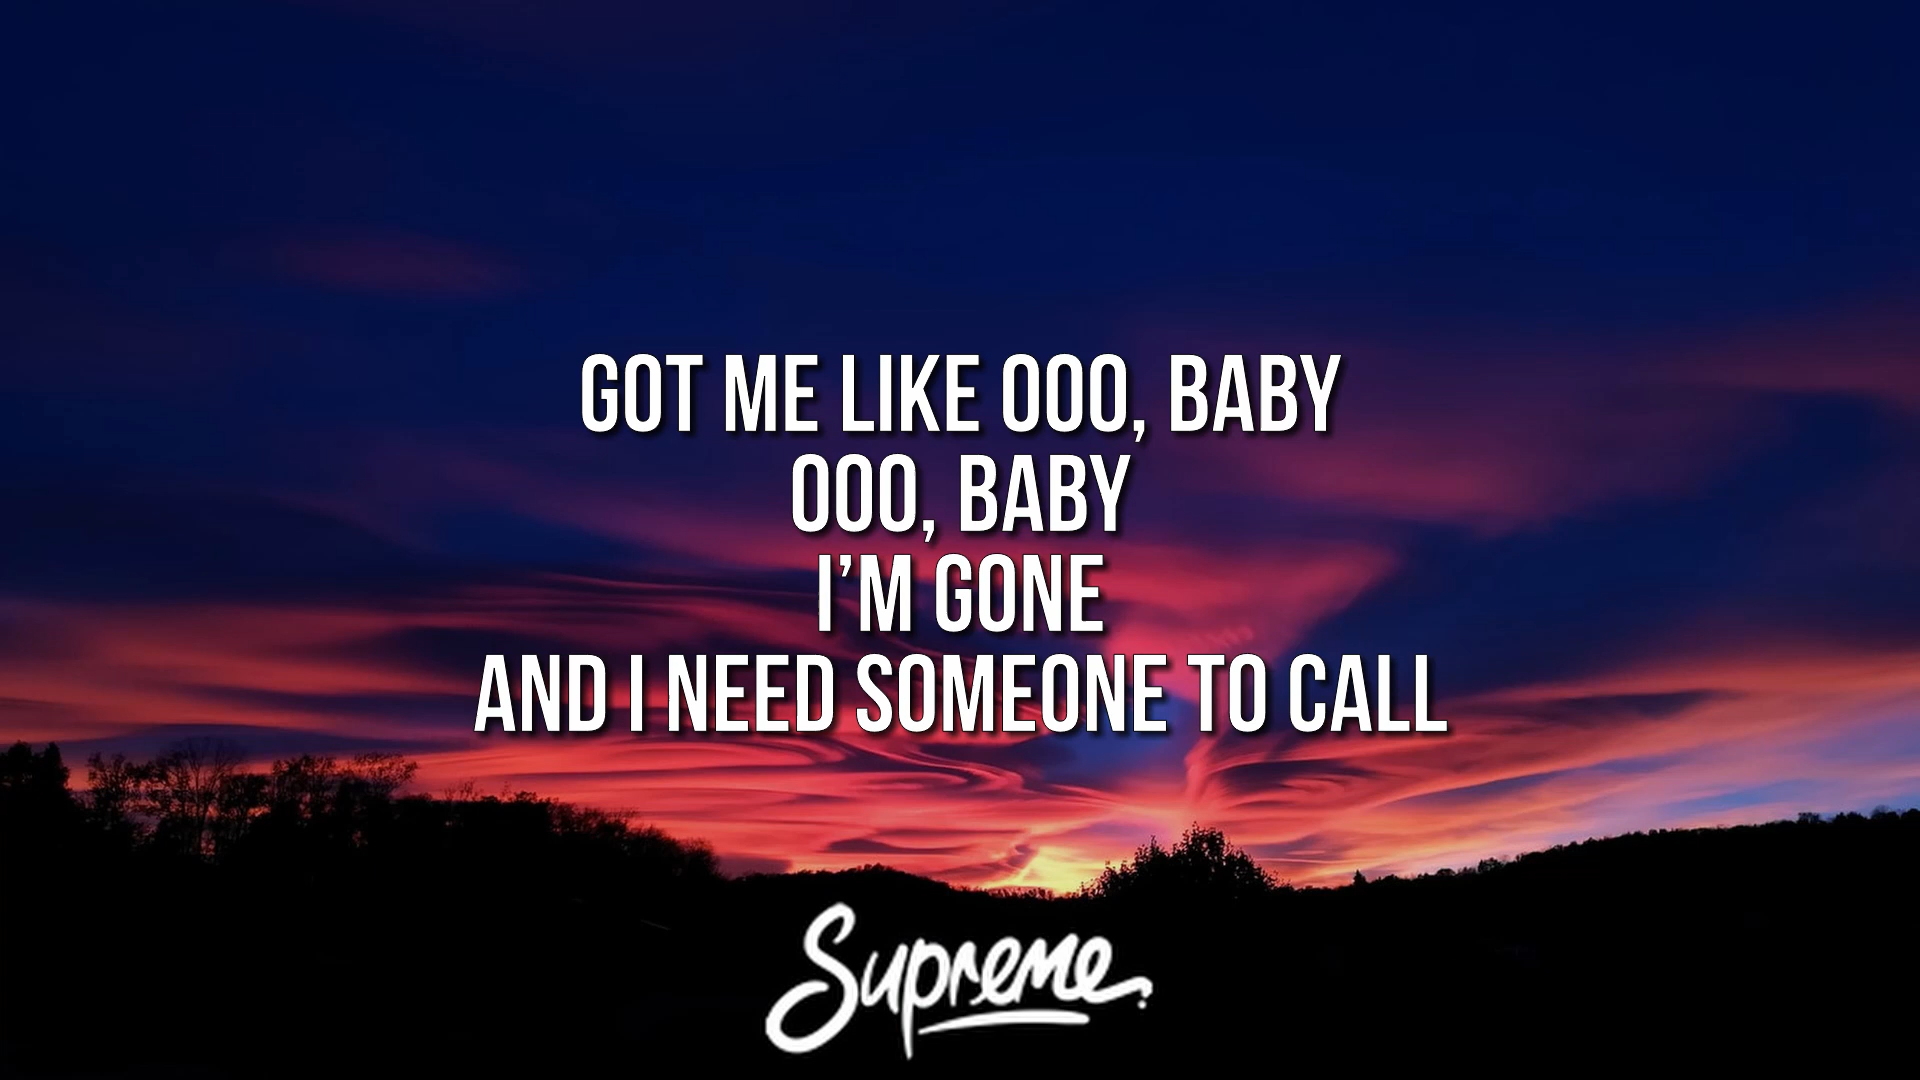 GOT ME LIKE OOO, BABY
OOO, BABY
I'M GONE
AND I NEED SOMEONE TO CALL
Supreme